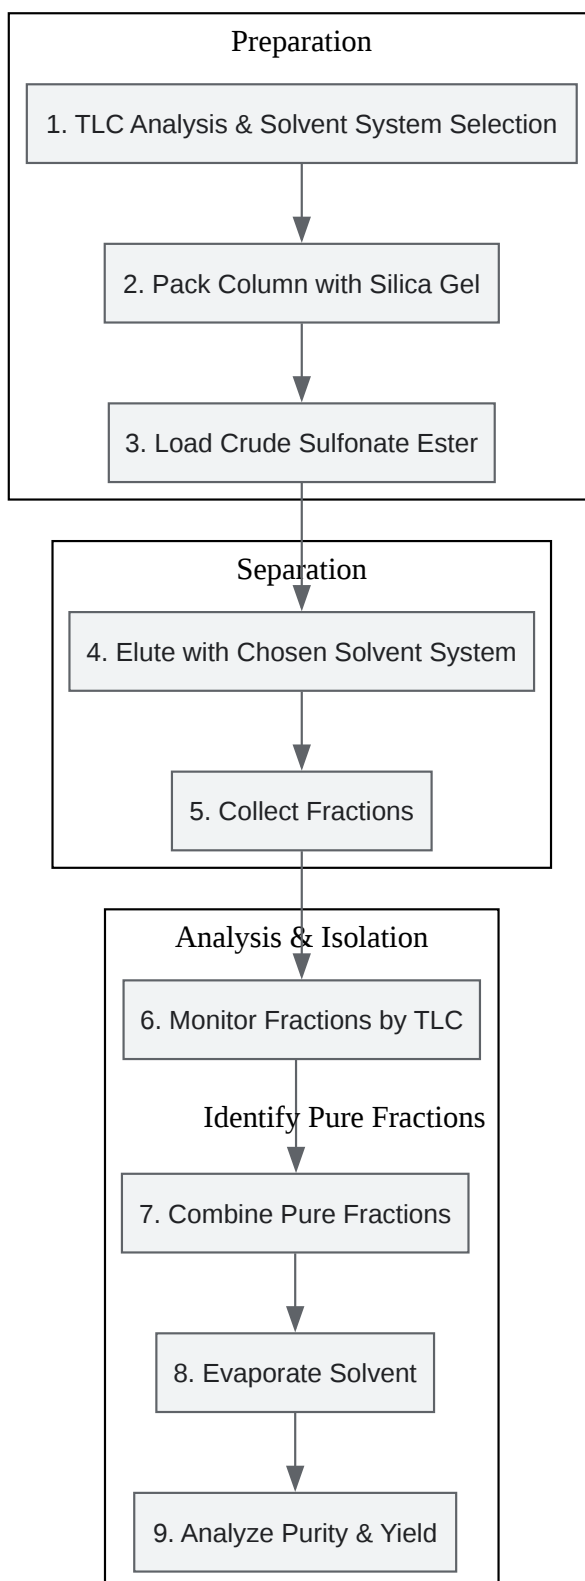 Preparation
1. TLC Analysis & Solvent System Selection
2. Pack Column with Silica Gel
3. Load Crude Sulfonate Ester
Separation
4. Elute with Chosen Solvent System
5. Collect Fractions
Analysis & Isolation
6. Monitor Fractions by TLC
Identify Pure Fractions
7. Combine Pure Fractions
8. Evaporate Solvent
9. Analyze Purity & Yield